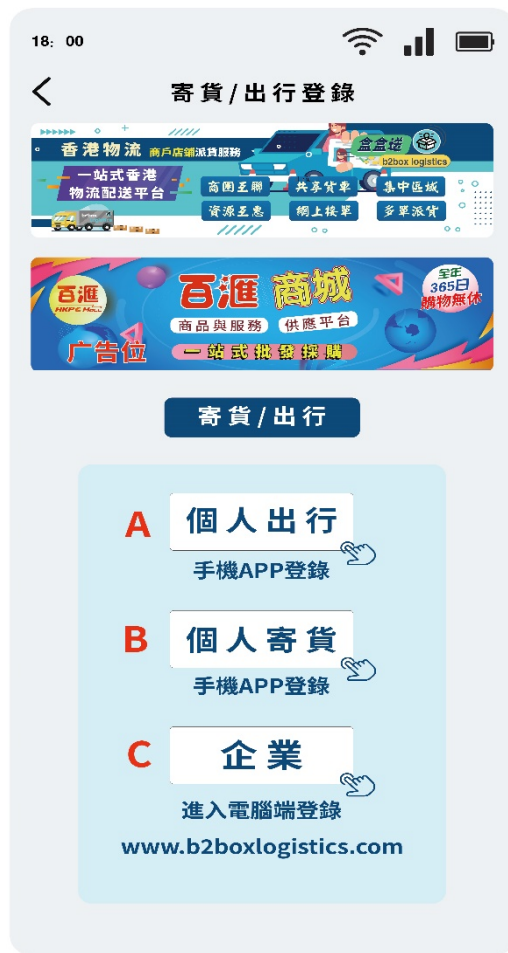 18: 00
寄貨/出行登錄
香港物流 商戶店鋪派貨服務
盒盒送
b2box logistics
一站式香港
物流配送平台
商圈互聯 共享貨車 集中區域
資源互惠 網上接單 多單派貨
百滙
HKPE MALL
百滙 商城
全年
365日
購物無休
商品與服務 供應平台
广告位
一站式批發採購
寄貨/出行
A 個人出行
手機APP登錄
B 個人寄貨
手機APP登錄
C 企業
進入電腦端登錄
www.b2boxlogistics.com